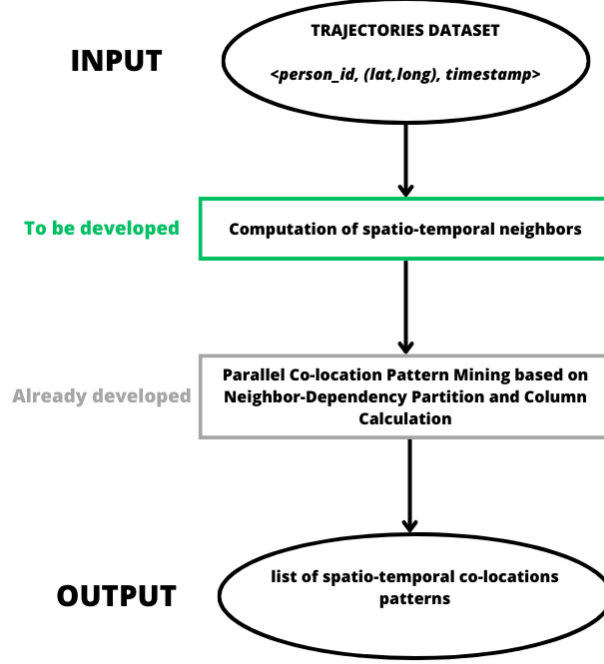 INPUT
TRAJECTORIES DATASET
<person_id, (lat,long), timestamp>
To be developed
Computation of spatio-temporal neighbors
Already developed
Parallel Co-location Pattern Mining based on
Neighbor-Dependency Partition and Column
Calculation
OUTPUT
list of spatio-temporal co-locations
patterns